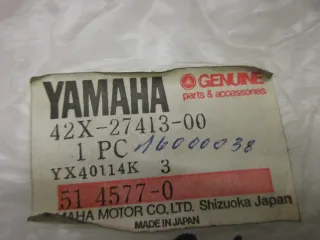 YAMAHA GENUINE
parts & accessories
42X-27413-00
1 PC 16000038
YX40114K 3
51 4577-0
MAHA MOTOR CO., LTD. Shizuoka Japan
MADE IN JAPAN